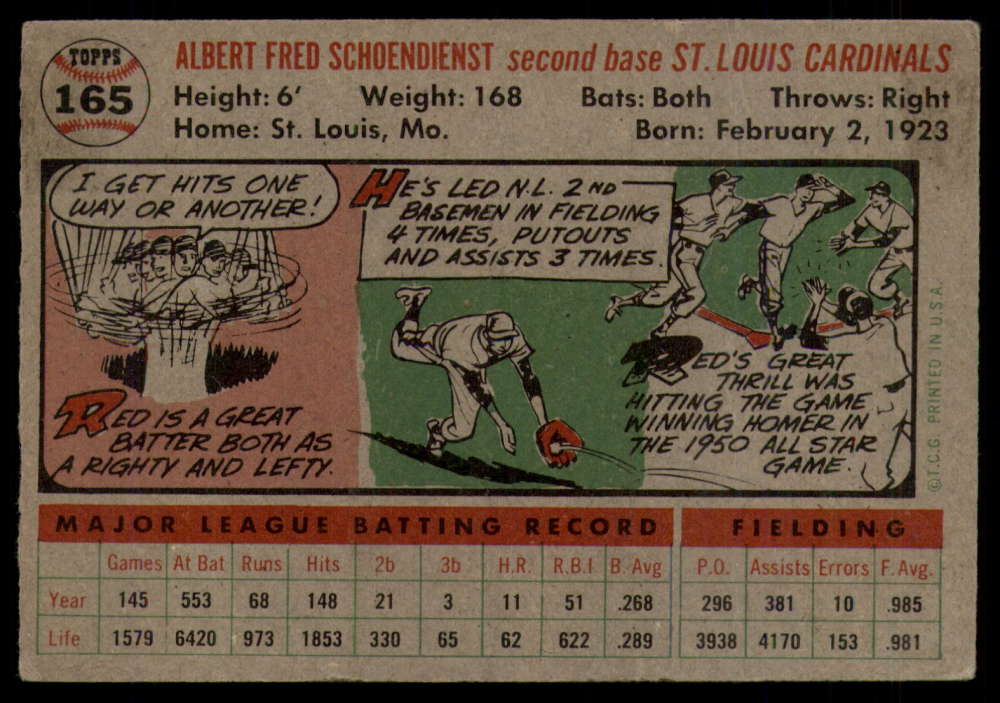 TOPPS
165
ALBERT FRED SCHOENDIENST second base ST. LOUIS CARDINALS
Height: 6' Weight: 168 Bats: Both Throws: Right
Home: St. Louis, Mo. Born: February 2, 1923
I GET HITS ONE
WAY OR ANOTHER!
RED IS A GREAT
BATTER BOTH AS
A RIGHTY AND LEFTY.
HE'S LED N.L. 2ND
BASEMEN IN FIELDING
4 TIMES, PUTOUTS
AND ASSISTS 3 TIMES.
RED'S GREAT
THRILL WAS
HITTING THE GAME
WINNING HOMER IN
THE 1950 ALL STAR
GAME.
©T.C.G. PRINTED IN U.S.A.
MAJOR LEAGUE BATTING RECORD FIELDING
Games At Bat Runs Hits 2b 3b H.R. R.B.I B. Avg P.O. Assists Errors F. Avg.
Year 145 553 68 148 21 3 11 51 .268 296 381 10 .985
Life 1579 6420 973 1853 330 65 62 622 .289 3938 4170 153 .981